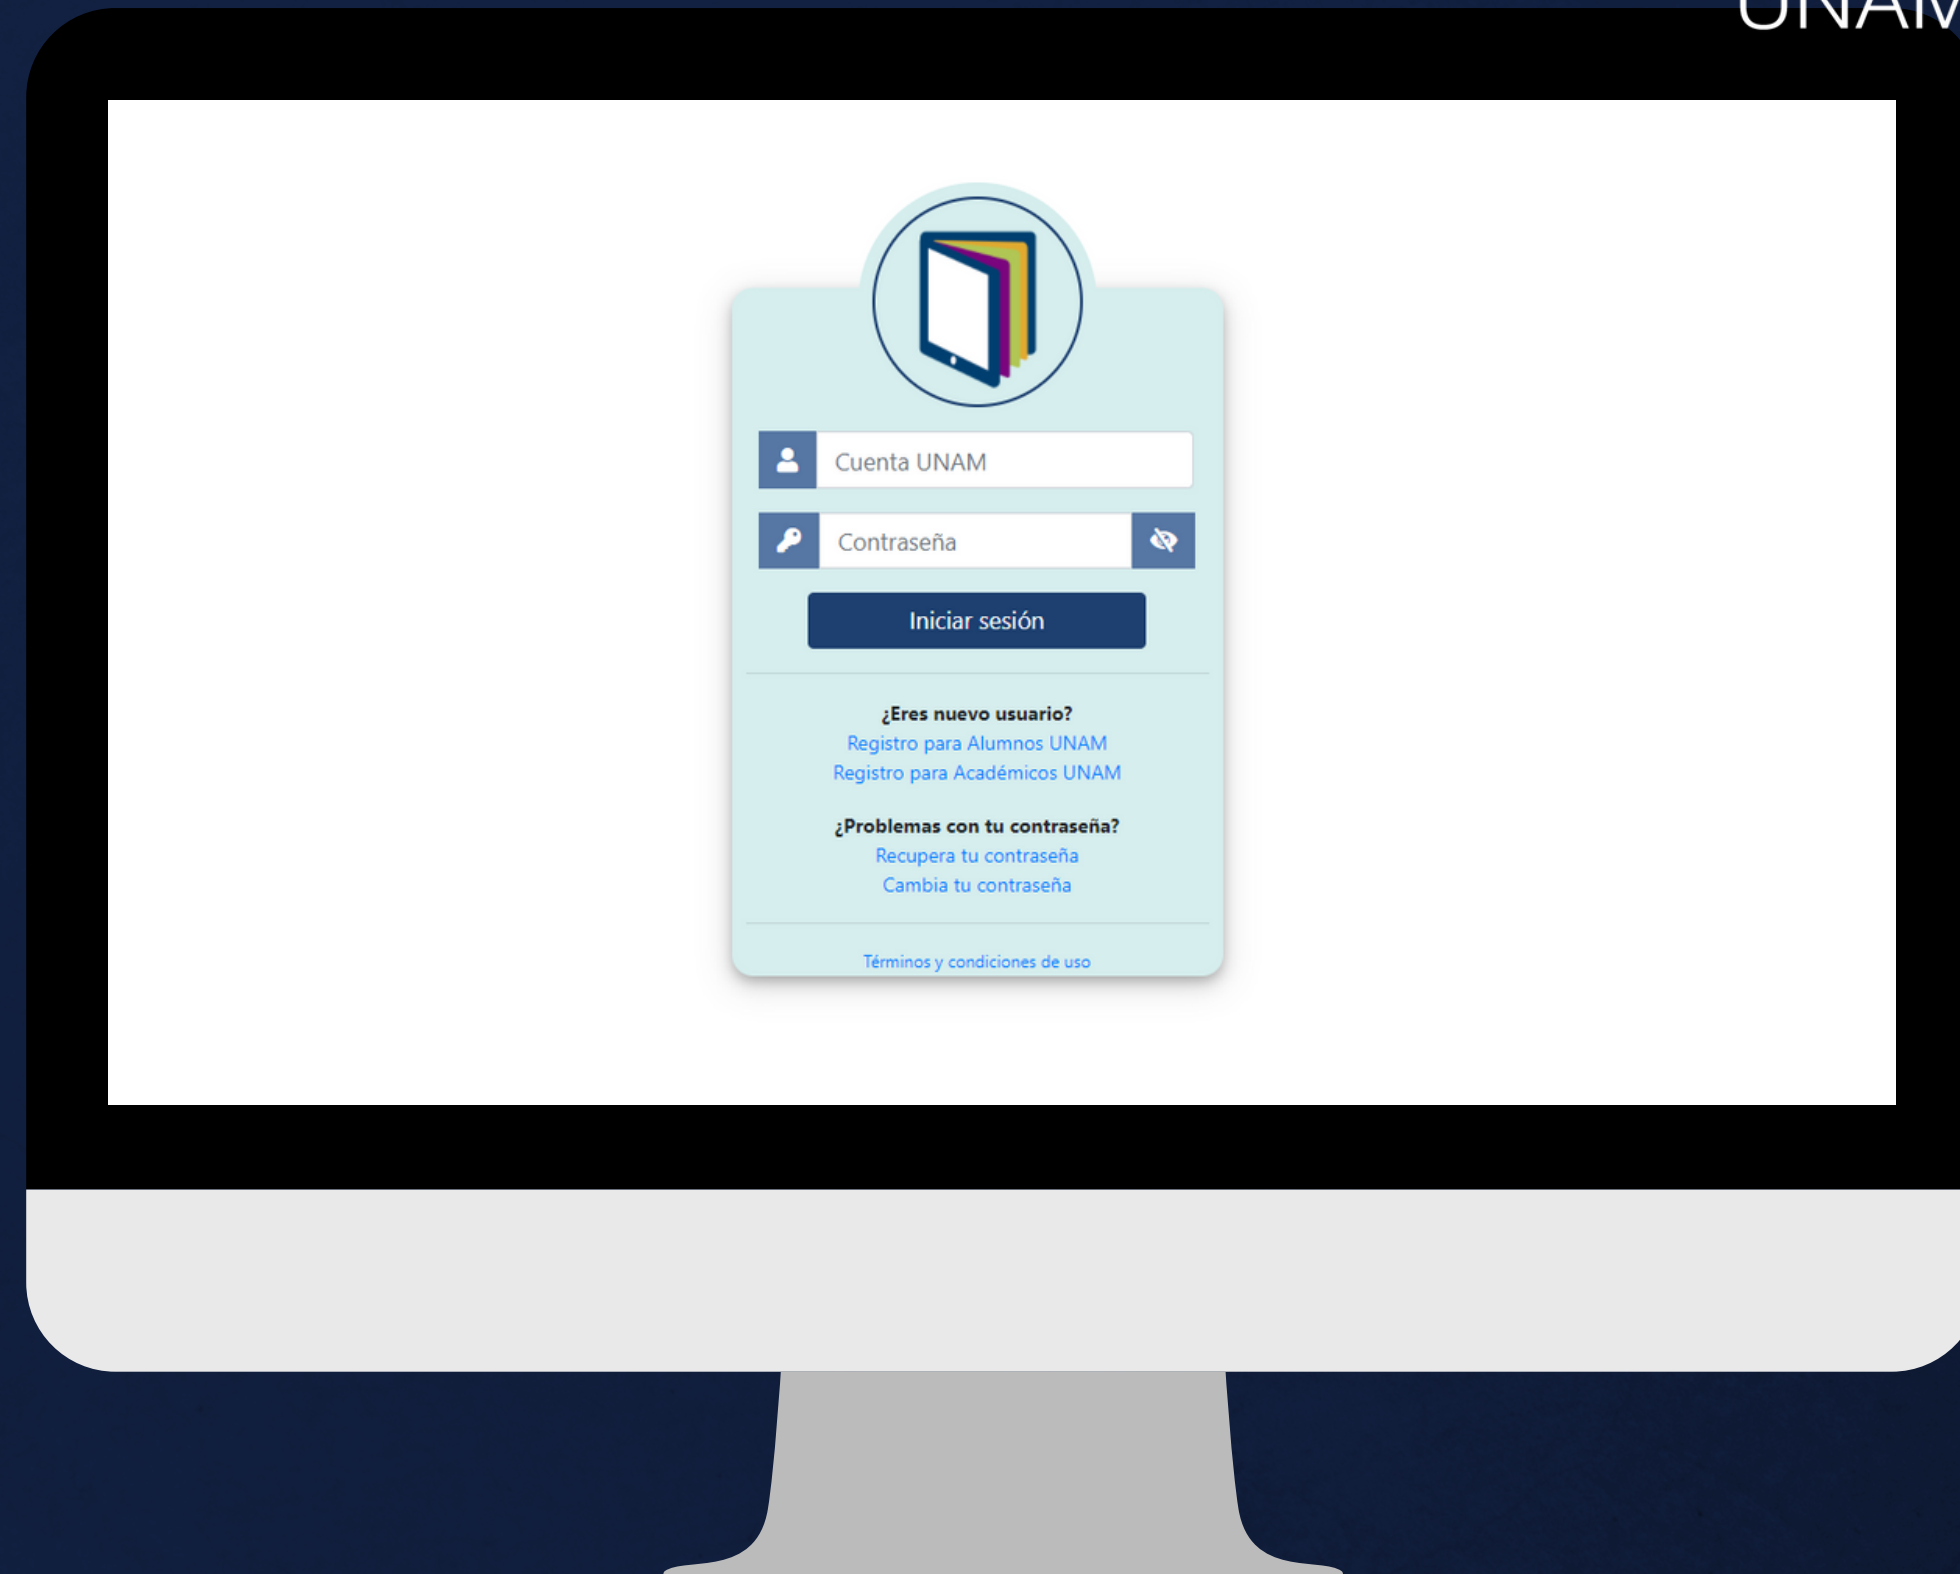 UNAM
Cuenta UNAM
Contraseña
Iniciar sesión
¿Eres nuevo usuario?
Registro para Alumnos UNAM
Registro para Académicos UNAM
¿Problemas con tu contraseña?
Recupera tu contraseña
Cambia tu contraseña
Términos y condiciones de uso